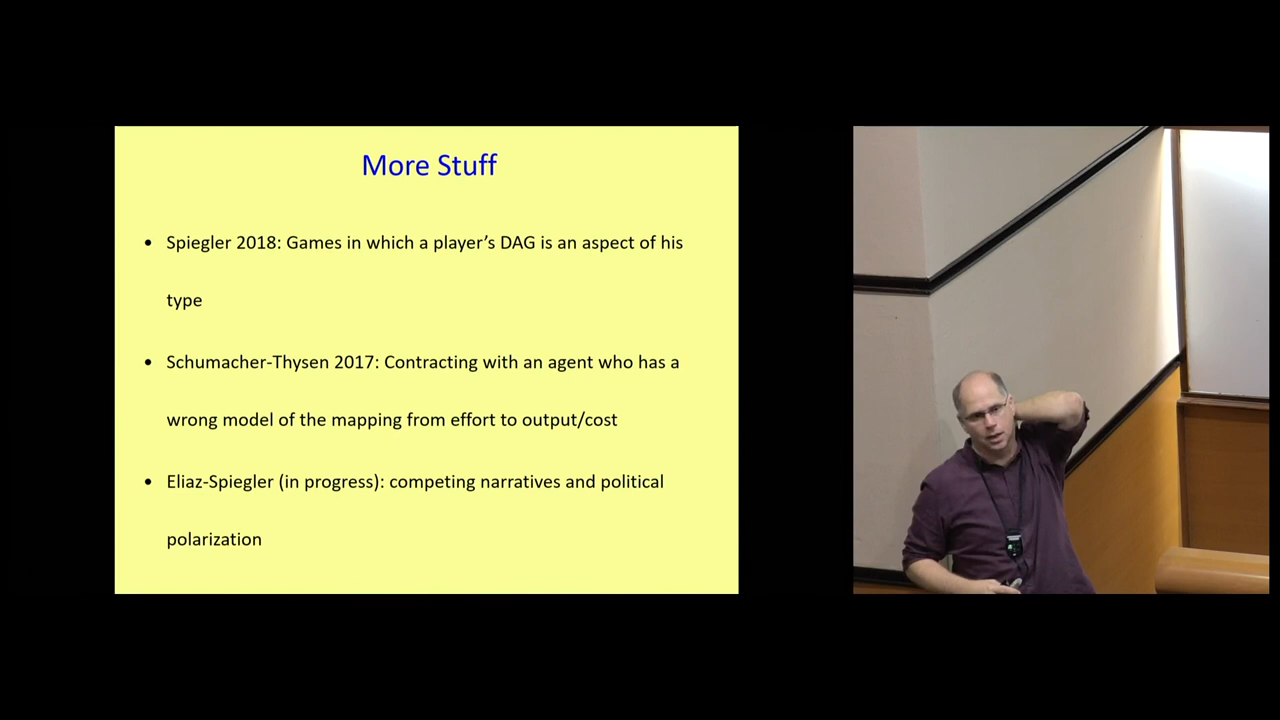 More Stuff
• Spiegler 2018: Games in which a player's DAG is an aspect of his
type
• Schumacher-Thysen 2017: Contracting with an agent who has a
wrong model of the mapping from effort to output/cost
• Eliaz-Spiegler (in progress): competing narratives and political
polarization